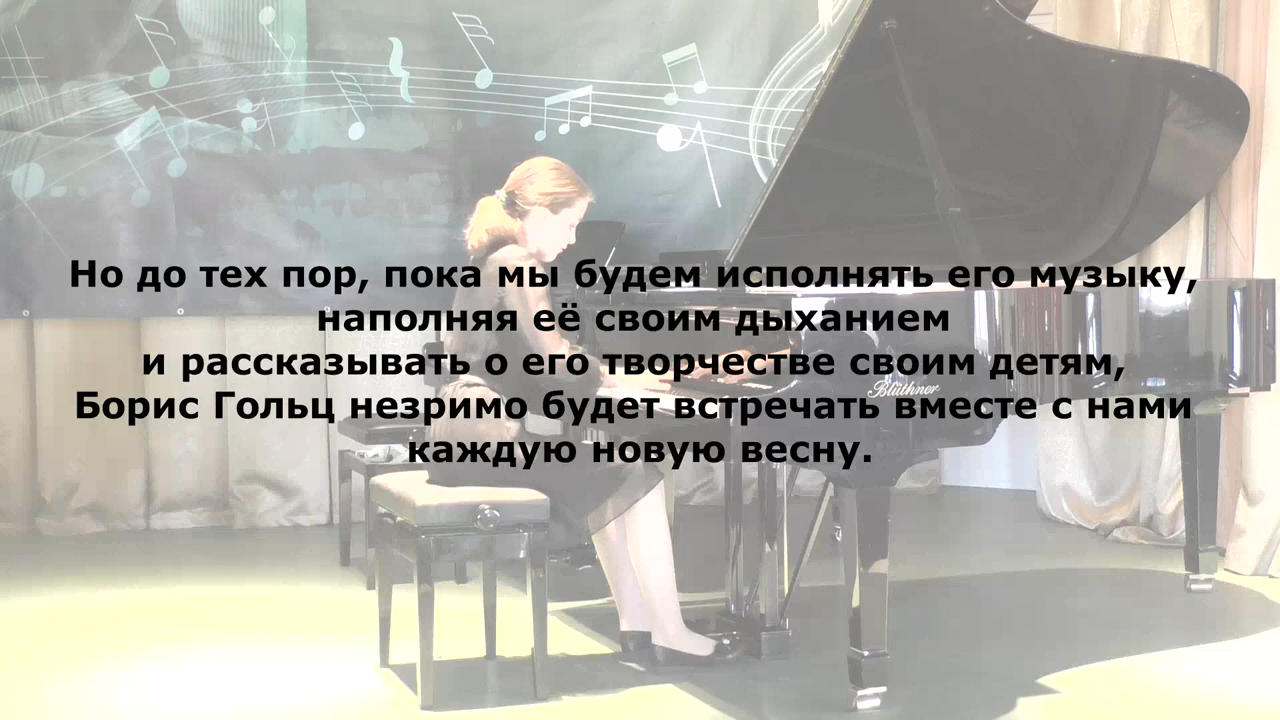 Но до тех пор, пока мы будем исполнять его музыку,
наполняя её своим дыханием
и рассказывать о его творчестве своим детям,
Борис Гольц незримо будет встречать вместе с нами
каждую новую весну.
Blüthner